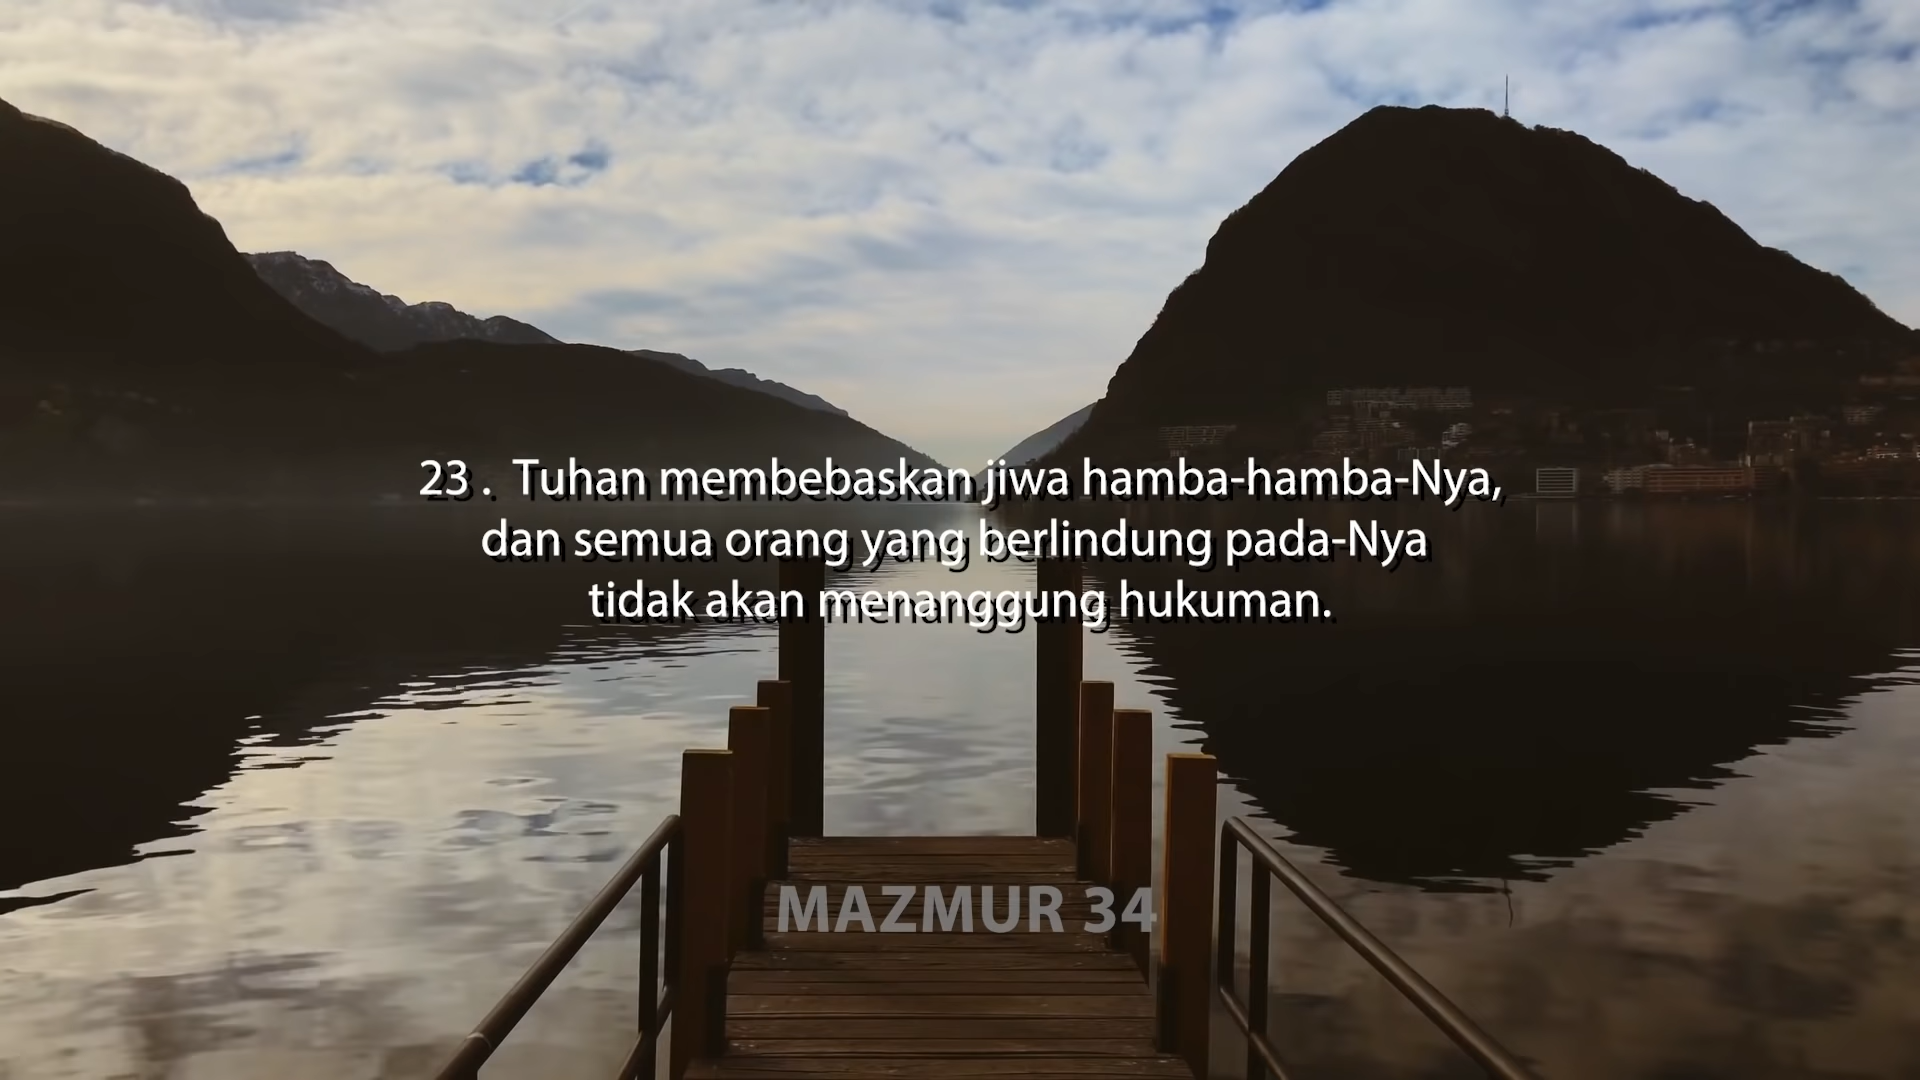 23 .  Tuhan membebaskan jiwa hamba-hamba-Nya,
dan semua orang yang berlindung pada-Nya
tidak akan menanggung hukuman.
MAZMUR 34